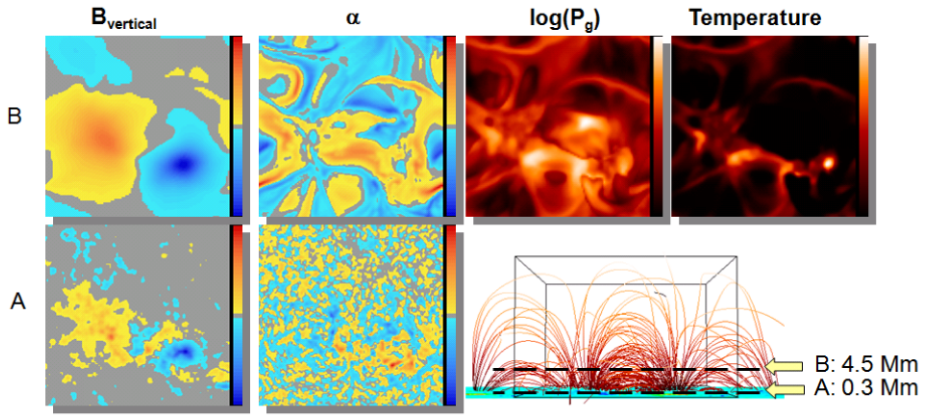 B_vertical α log(P_g) Temperature
B
A
B: 4.5 Mm
A: 0.3 Mm